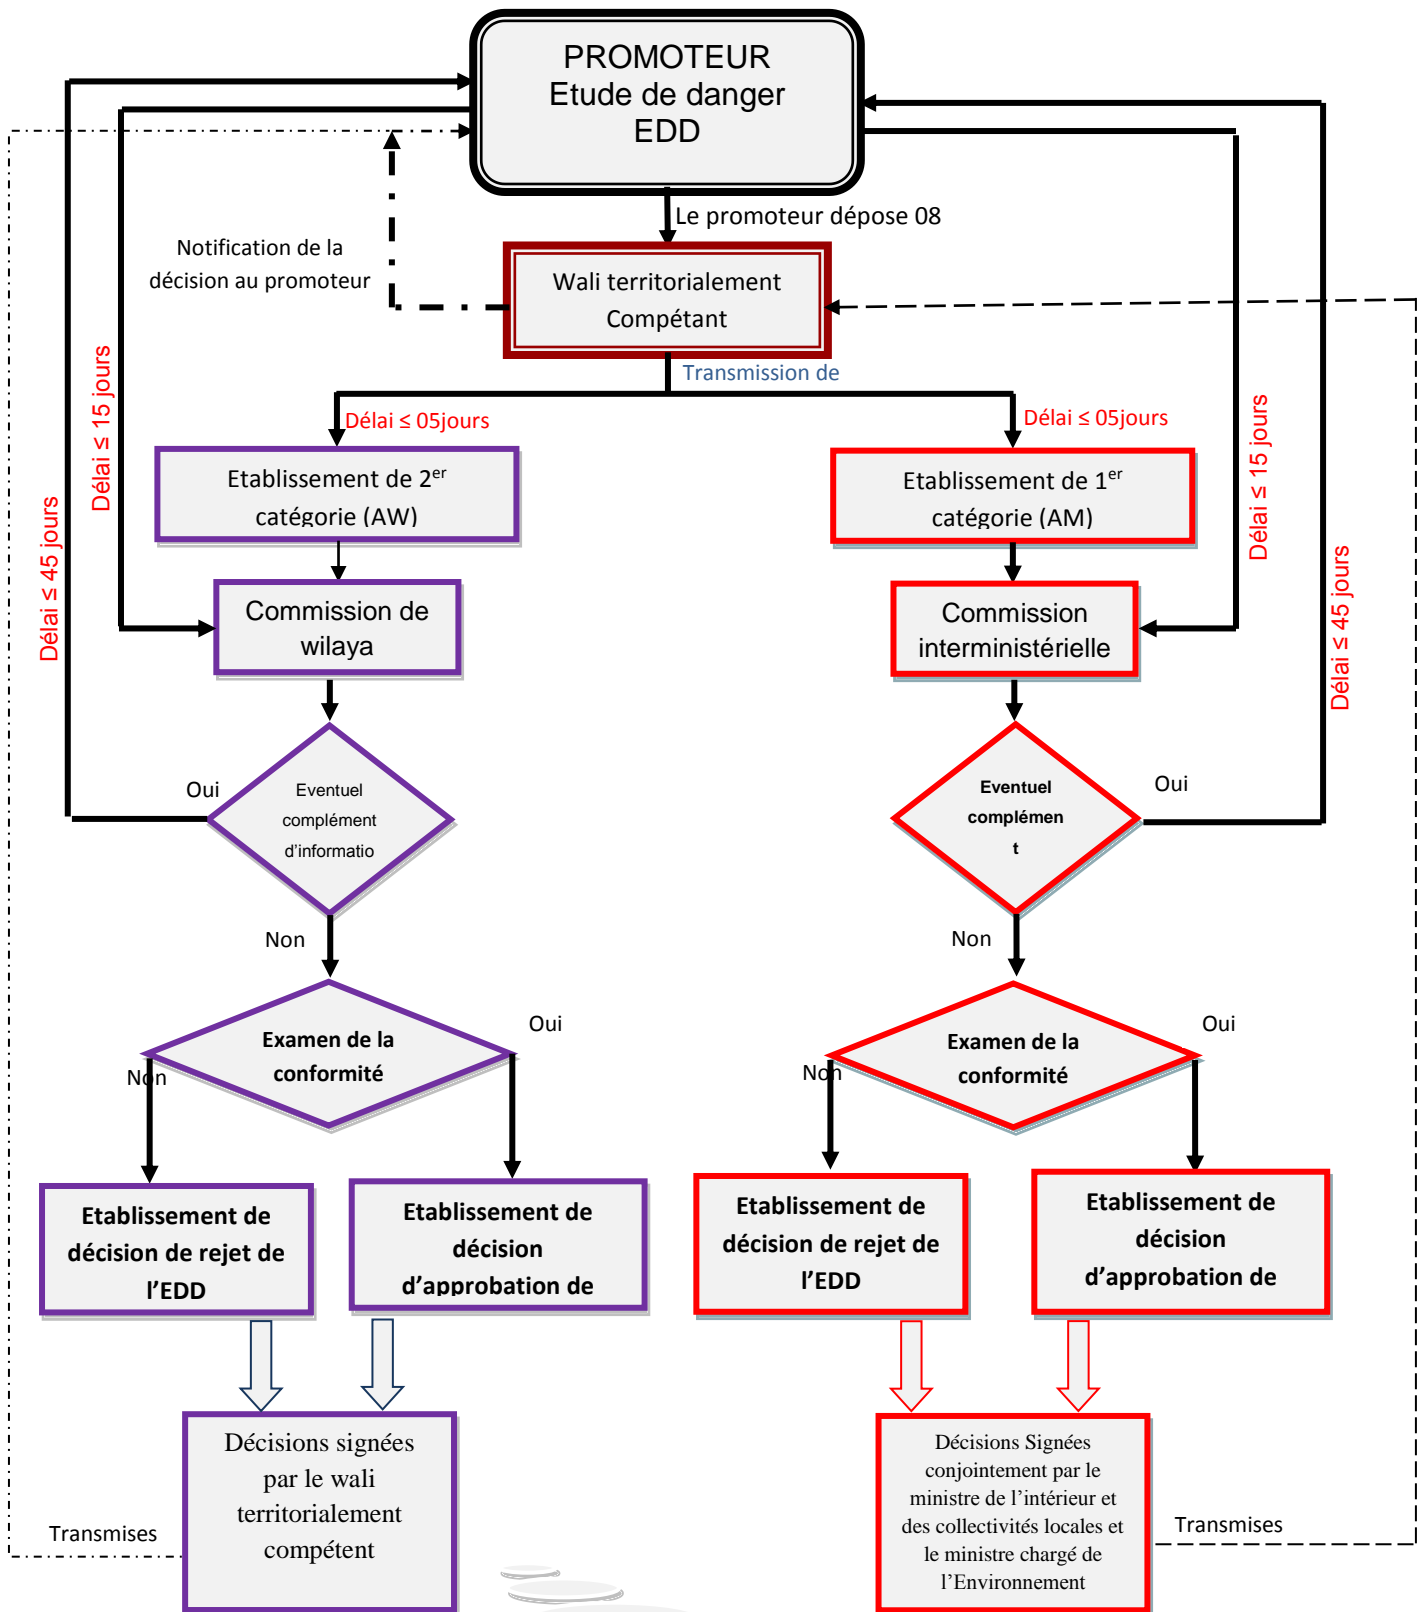 PROMOTEUR
Etude de danger
EDD
Le promoteur dépose 08
Notification de la
décision au promoteur
Wali territorialement
Compétant
Transmission de
Délai ≤ 05jours
Délai ≤ 05jours
Délai ≤ 15 jours
Délai ≤ 45 jours
Délai ≤ 15 jours
Délai ≤ 45 jours
Etablissement de 2er
catégorie (AW)
Etablissement de 1er
catégorie (AM)
Commission de
wilaya
Commission
interministérielle
Oui
Eventuel
complément
d'informatio
Eventuel
complémen
t
Oui
Non
Non
Examen de la
conformité
Oui
Non
Examen de la
conformité
Oui
Non
Etablissement de
décision de rejet de
l'EDD
Etablissement de
décision
d'approbation de
Etablissement de
décision de rejet de
l'EDD
Etablissement de
décision
d'approbation de
Décisions signées
par le wali
territorialement
compétent
Transmises
Décisions Signées
conjointement par le
ministre de l'intérieur et
des collectivités locales et
le ministre chargé de
l'Environnement
Transmises